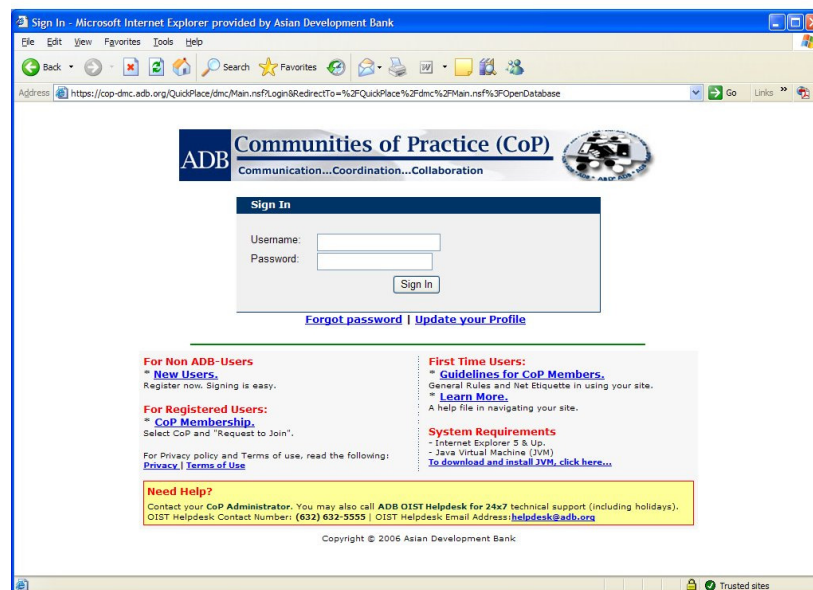 Sign In - Microsoft Internet Explorer provided by Asian Development Bank
File Edit View Favorites Tools Help
Back Search Favorites
Address https://cop-dmc.adb.org/QuickPlace/dmc/Main.nsf?Login&RedirectTo=%2FQuickPlace%2Fdmc%2FMain.nsf%3FOpenDatabase Go Links »
ADB Communities of Practice (CoP)
Communication...Coordination...Collaboration
Sign In
Username:
Password:
Sign In
Forgot password | Update your Profile
For Non ADB-Users
* New Users.
Register now. Signing is easy.
For Registered Users:
* CoP Membership.
Select CoP and "Request to Join".
For Privacy policy and Terms of use, read the following:
Privacy | Terms of Use
First Time Users:
* Guidelines for CoP Members.
General Rules and Net Etiquette in using your site.
* Learn More.
A help file in navigating your site.
System Requirements
- Internet Explorer 5 & Up.
- Java Virtual Machine (JVM)
To download and install JVM, click here...
Need Help?
Contact your CoP Administrator. You may also call ADB OIST Helpdesk for 24x7 technical support (including holidays).
OIST Helpdesk Contact Number: (632) 632-5555 | OIST Helpdesk Email Address:helpdesk@adb.org
Copyright © 2006 Asian Development Bank
Trusted sites